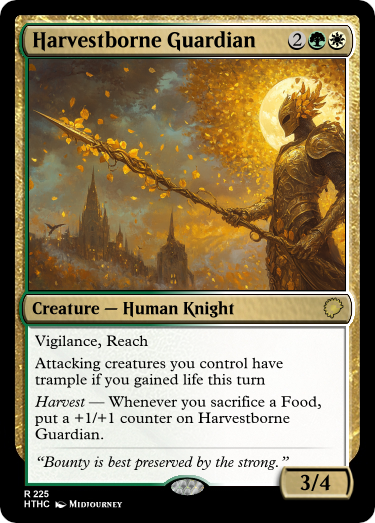 Harvestborne Guardian 2
Creature — Human Knight
Vigilance, Reach
Attacking creatures you control have
trample if you gained life this turn
Harvest — Whenever you sacrifice a Food,
put a +1/+1 counter on Harvestborne
Guardian.
“Bounty is best preserved by the strong.”
3/4
R 225
HTHC Midjourney